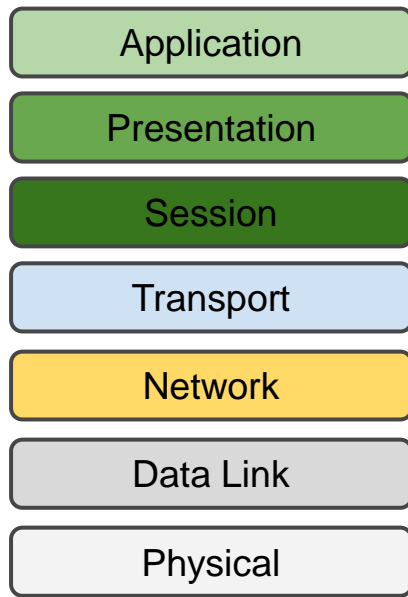 Application
Presentation
Session
Transport
Network
Data Link
Physical